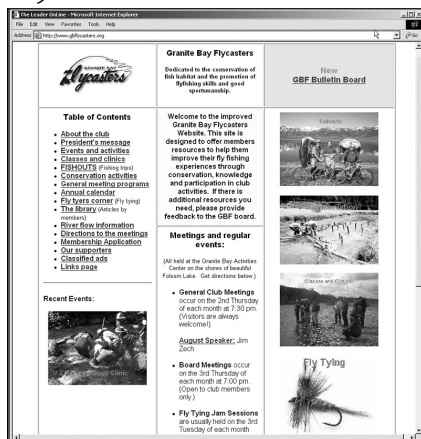 The Leader OnLine - Microsoft Internet Explorer
File Edit View Favorites Tools Help
Address http://www.gbflycasters.org
Go
GRANITE BAY
Flycasters
Granite Bay Flycasters
Dedicated to the conservation of
fish habitat and the promotion of
flyfishing skills and good
sportsmanship.
New
GBF Bulletin Board
Table of Contents
About the club
President's message
Events and activities
Classes and clinics
FISHOUTS (Fishing trips)
Conservation activities
General meeting programs
Annual calendar
Fly tyers corner (Fly tying)
The library (Articles by
members)
River flow information
Directions to the meetings
Membership Application
Our supporters
Classified ads
Links page
Recent Events:
Clinic
Welcome to the improved
Granite Bay Flycasters
Website. This site is
designed to offer members
resources to help them
improve their fly fishing
experiences through
conservation, knowledge
and participation in club
activities. If there is
additional resources you
need, please provide
feedback to the GBF board.
Meetings and regular
events:
(All held at the Granite Bay Activities
Center on the shores of beautiful
Folsom Lake. Get directions below.)
General Club Meetings
occur on the 2nd Thursday
of each month at 7:30 pm.
(Visitors are always
welcome!)
August Speaker: Jim
Zech
Board Meetings occur
on the 3rd Thursday of
each month at 7:00 pm.
(Open to club members
only.)
Fly Tying Jam Sessions
are usually held on the 3rd
Tuesday of each month
Fishouts
Classes and Clinics
Fly Tying